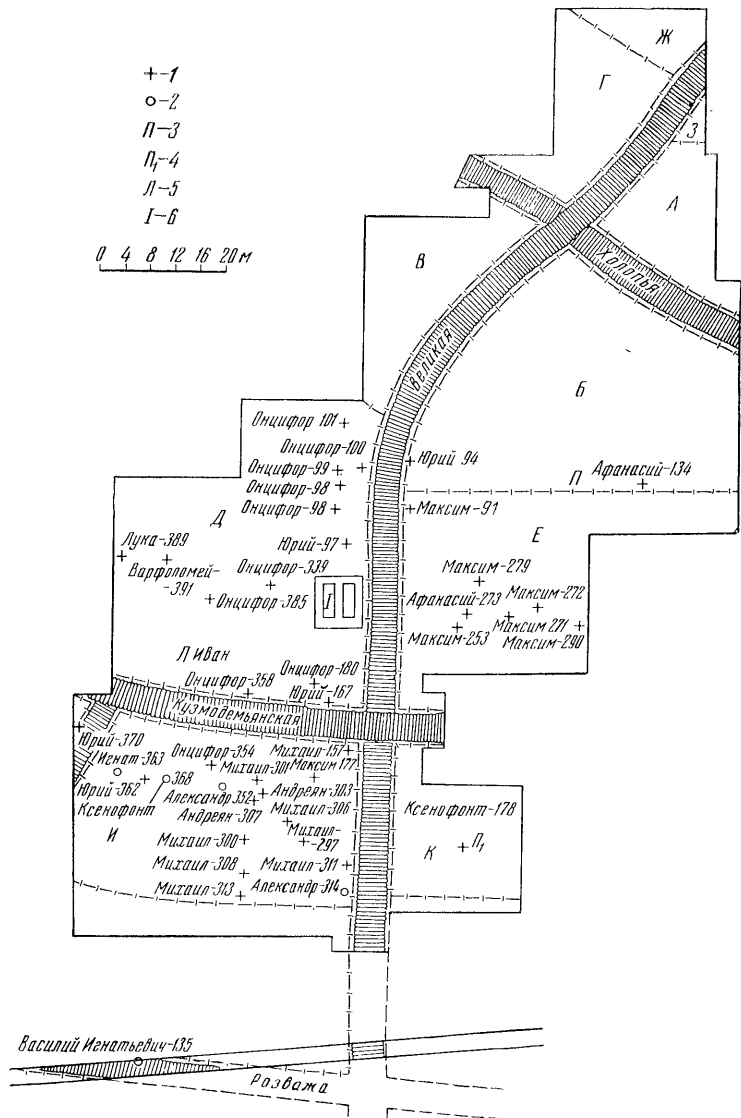 +-1
о-2
П-3
П₁-4
Л-5
I-6
0 4 8 12 16 20 м
Ж
Г
З
А
В
Холопья
Великая
Б
Онцифор 101
Онцифор-100
Онцифор-99
Юрий 94
Онцифор-98
П
Афанасий-134
Онцифор-98
Максим-91
Д
Е
Лука-389
Юрий-97
Варфоломей-
-391
Онцифор-339
Максим-279
Онцифор-385
I
Афанасий-273
Максим-272
Максим-253
Максим 271
Максим-290
Л Иван
Онцифор-180
Онцифор-358
Юрий-167
Кузмодемьянская
Юрий-370
Игнат-363
Онцифор-354
Михаил-157
Михаил-301
Максим 177
Юрий-362
368
Ксенофонт
Александр 352
Андреян-303
Андреян-307
Михаил-306
Ксенофонт-178
И
Михаил-
-297
Михаил-300
К
П₁
Михаил-308
Михаил-311
Михаил-313
Александр-314
Василий Игнатьевич-135
Розважа